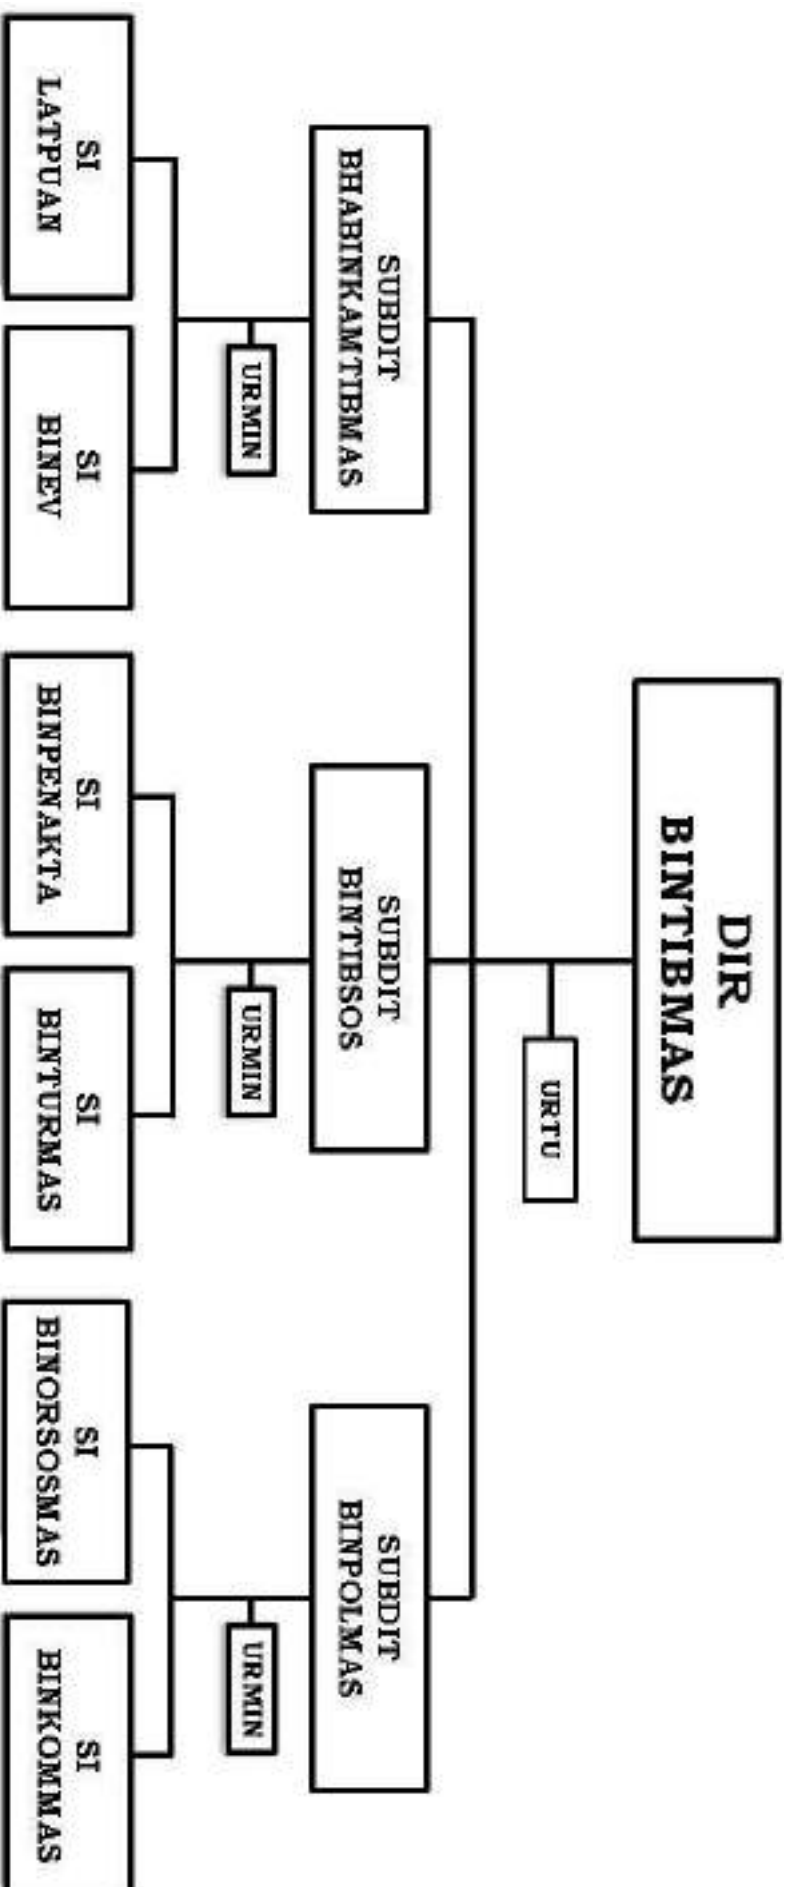 DIR
BINTIBMAS
URTU
SUBDIT
BHABINKAMTIBMAS
SUBDIT
BINTIBSOS
SUBDIT
BINPOLMAS
URMIN
URMIN
URMIN
SI
LATPUAN
SI
BINEV
SI
BINPENAKTA
SI
BINTURMAS
SI
BINORSOSMAS
SI
BINKOMMAS